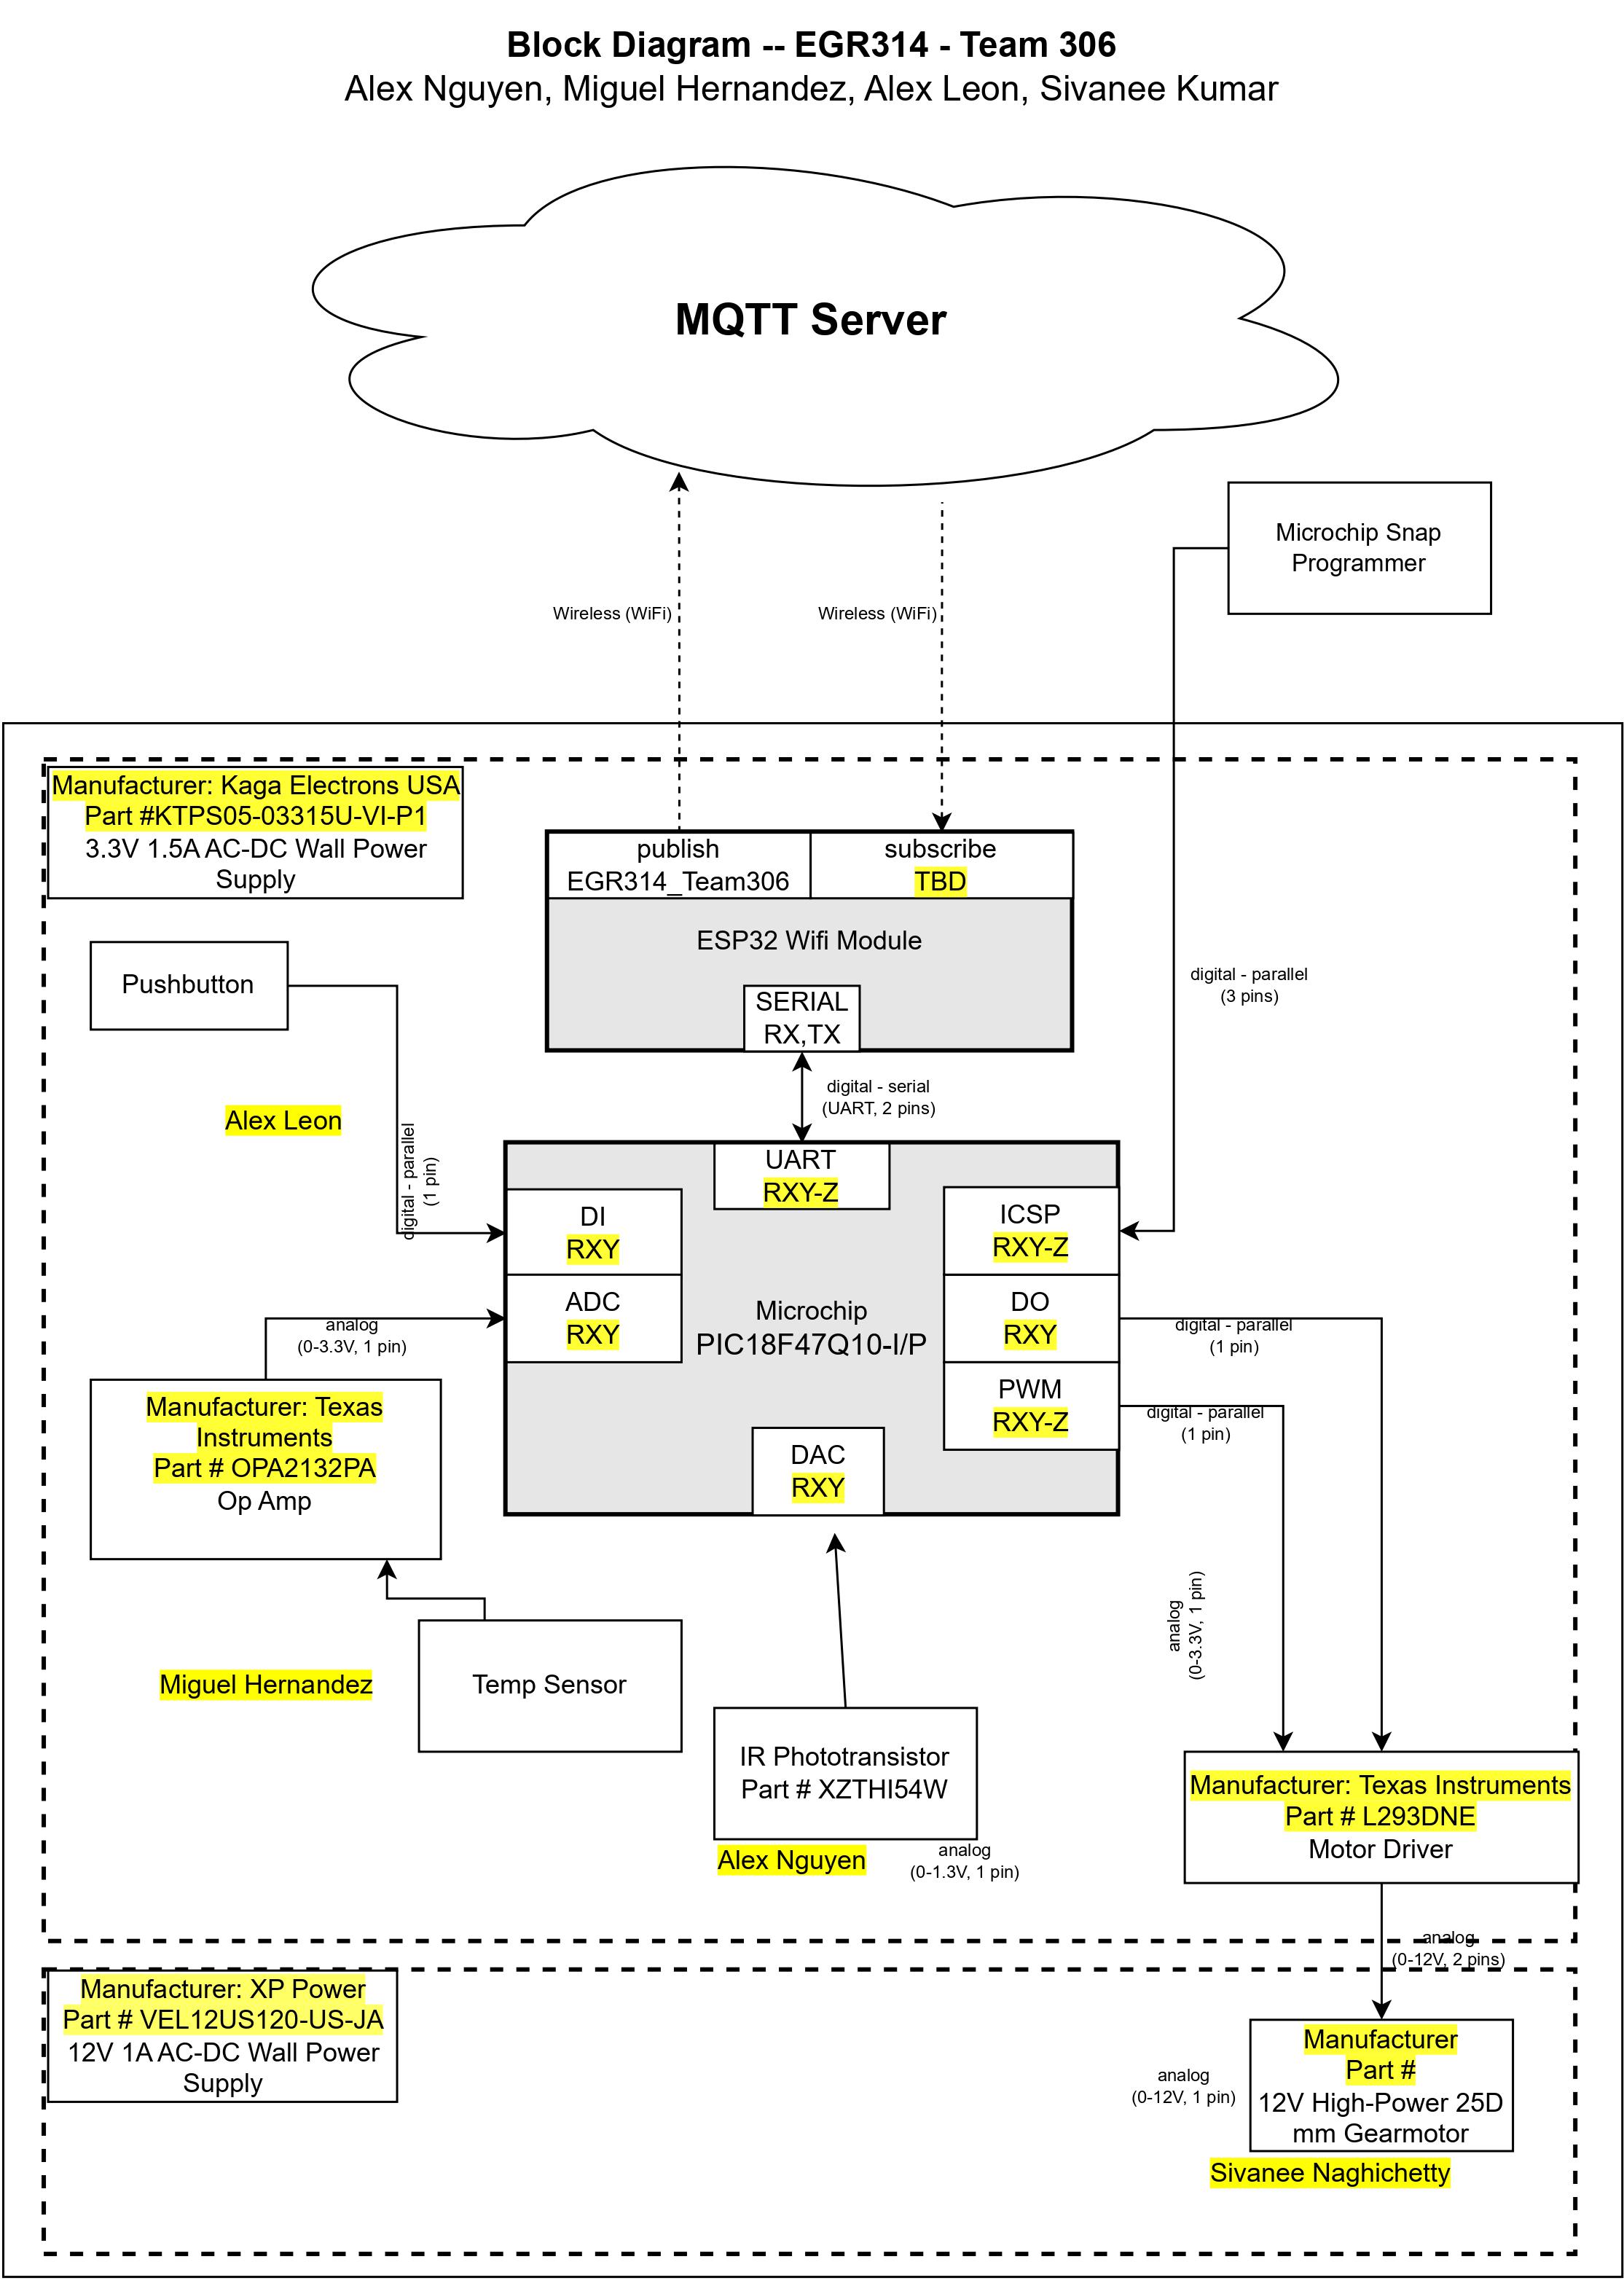 Block Diagram -- EGR314 - Team 306
Alex Nguyen, Miguel Hernandez, Alex Leon, Sivanee Kumar
MQTT Server
Microchip Snap
Programmer
Wireless (WiFi)
Wireless (WiFi)
Manufacturer: Kaga Electrons USA
Part #KTPS05-03315U-VI-P1
3.3V 1.5A AC-DC Wall Power
Supply
publish
EGR314_Team306
subscribe
TBD
ESP32 Wifi Module
SERIAL
RX,TX
Pushbutton
digital - parallel
(3 pins)
digital - serial
(UART, 2 pins)
Alex Leon
digital - parallel
(1 pin)
UART
RXY-Z
DI
RXY
ICSP
RXY-Z
ADC
RXY
Microchip
PIC18F47Q10-I/P
DO
RXY
analog
(0-3.3V, 1 pin)
digital - parallel
(1 pin)
PWM
RXY-Z
digital - parallel
(1 pin)
Manufacturer: Texas
Instruments
Part # OPA2132PA
Op Amp
DAC
RXY
analog
(0-3.3V, 1 pin)
Miguel Hernandez
Temp Sensor
IR Phototransistor
Part # XZTHI54W
Alex Nguyen
analog
(0-1.3V, 1 pin)
Manufacturer: Texas Instruments
Part # L293DNE
Motor Driver
analog
(0-12V, 2 pins)
Manufacturer: XP Power
Part # VEL12US120-US-JA
12V 1A AC-DC Wall Power
Supply
analog
(0-12V, 1 pin)
Manufacturer
Part #
12V High-Power 25D
mm Gearmotor
Sivanee Naghichetty